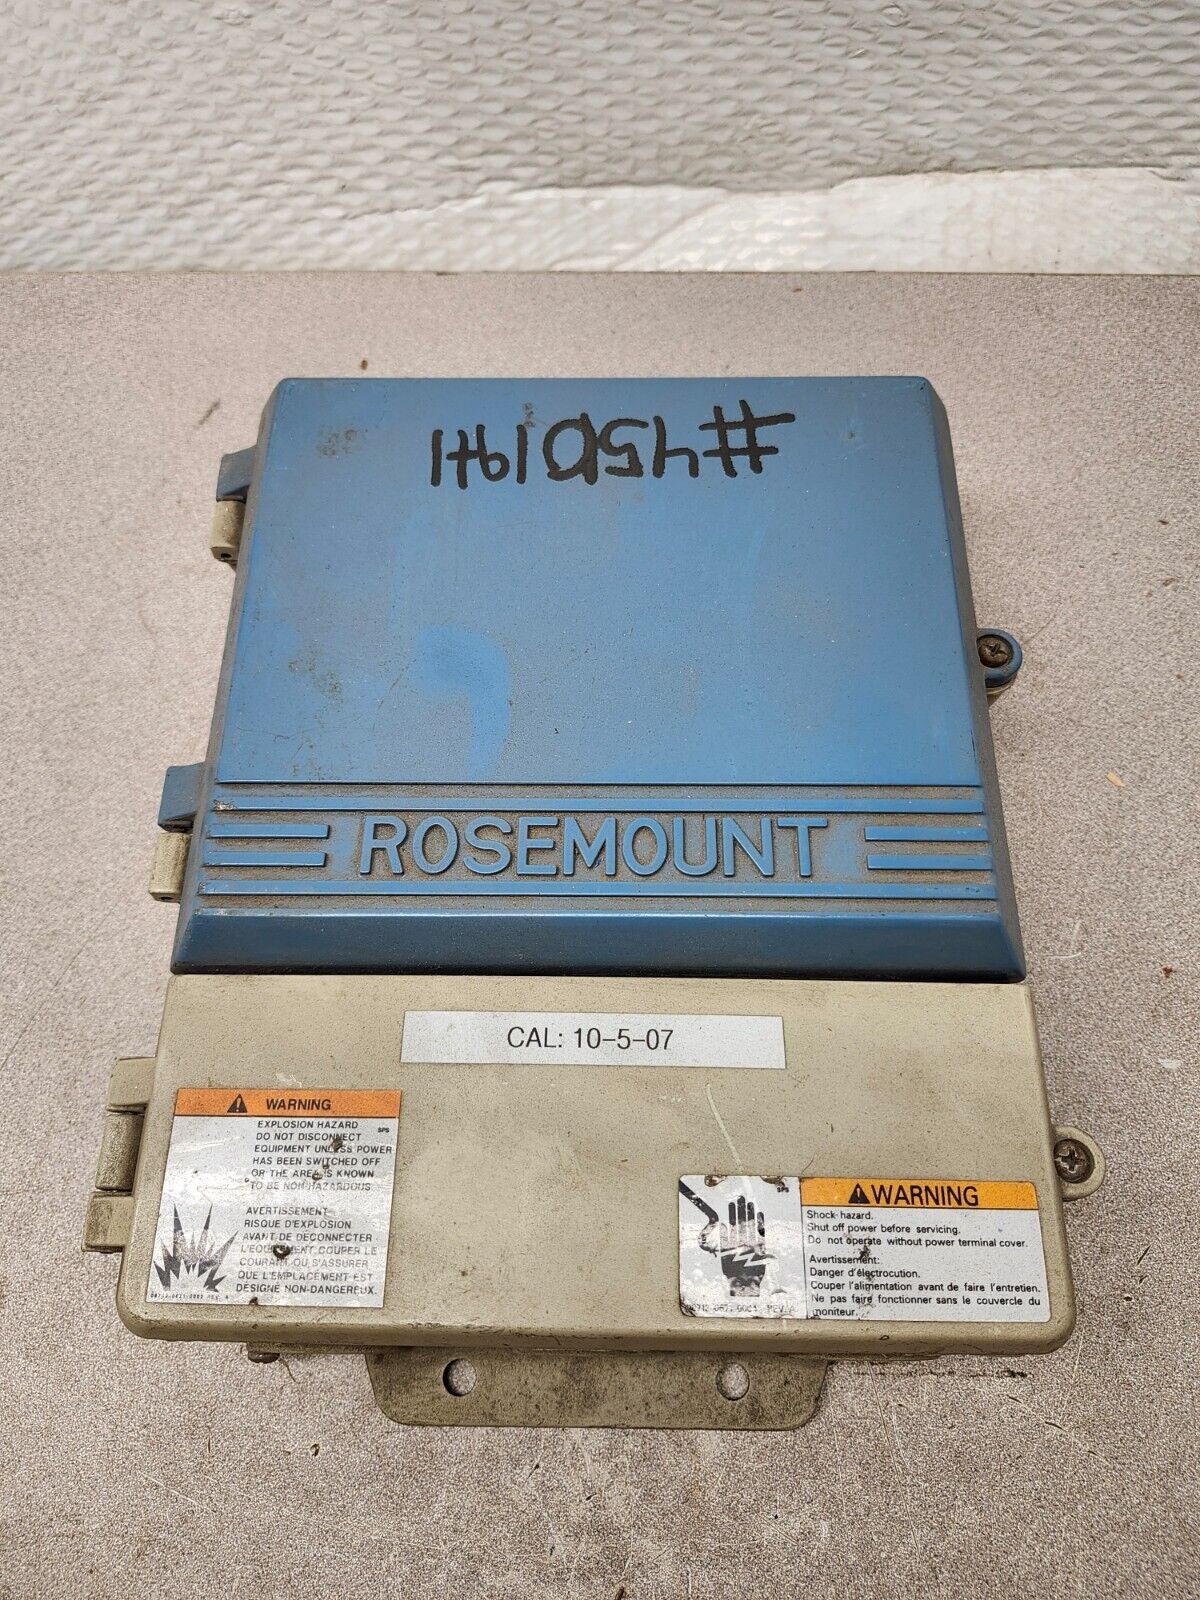 ROSEMOUNT
CAL: 10-5-07
WARNING
EXPLOSION HAZARD
SPS
DO NOT DISCONNECT
EQUIPMENT UNLESS POWER
HAS BEEN SWITCHED OFF
OR THE AREA IS KNOWN
TO BE NON-HAZARDOUS.
AVERTISSEMENT-
RISQUE D'EXPLOSION
AVANT DE DECONNECTER
L'EQUIPEMENT, COUPER LE
COURANT OU S'ASSURER
QUE L'EMPLACEMENT EST
DESIGNE NON-DANGEREUX.
SPS
WARNING
Shock hazard.
Shut off power before servicing.
Do not operate without power terminal cover.
Avertissement:
Danger d'électrocution.
Couper l'alimentation avant de faire l'entretien.
Ne pas faire fonctionner sans le couvercle du
moniteur.